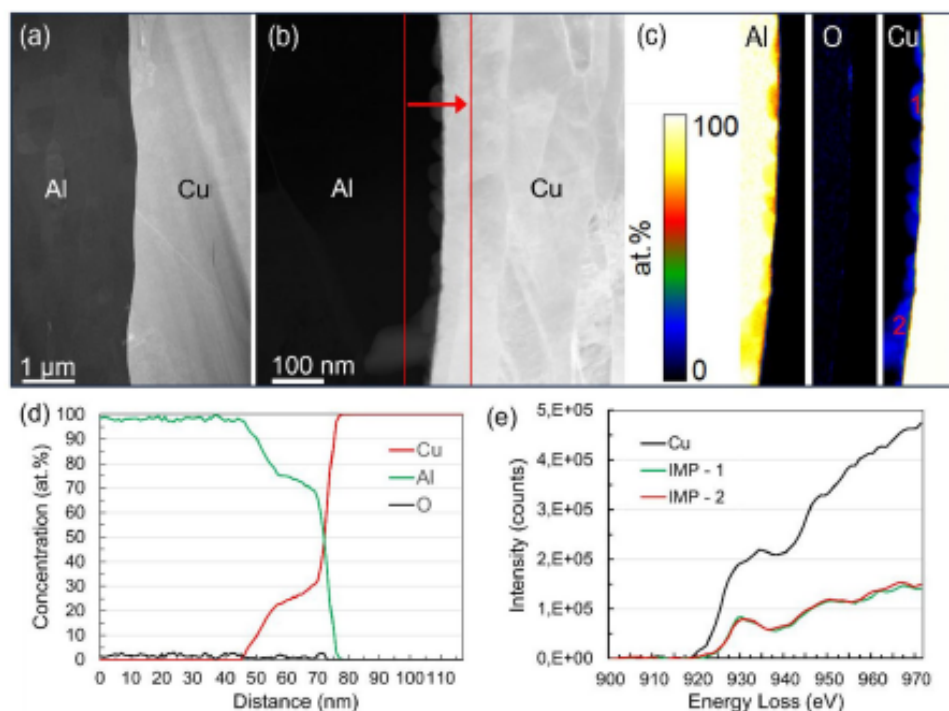 (a)
Al
Cu
1 µm
(b)
Al
Cu
100 nm
(c)
Al
O
Cu
1
2
100
at.%
0
(d)
100
90
80
70
60
50
40
30
20
10
0
Concentration (at.%)
Cu
Al
O
0 10 20 30 40 50 60 70 80 90 100 110
Distance (nm)
(e)
5,E+05
4,E+05
3,E+05
2,E+05
1,E+05
0,E+00
Intensity (counts)
Cu
IMP - 1
IMP - 2
900 910 920 930 940 950 960 970
Energy Loss (eV)